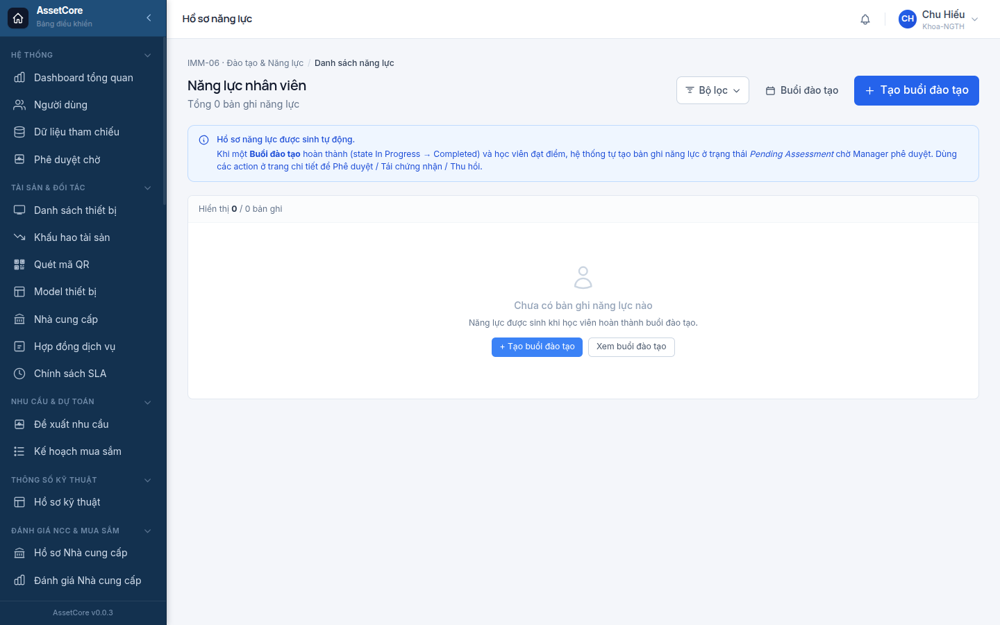 AssetCore
Bảng điều khiển
HỆ THỐNG
Dashboard tổng quan
Người dùng
Dữ liệu tham chiếu
Phê duyệt chờ
TÀI SẢN & ĐỐI TÁC
Danh sách thiết bị
Khấu hao tài sản
Quét mã QR
Model thiết bị
Nhà cung cấp
Hợp đồng dịch vụ
Chính sách SLA
NHU CẦU & DỰ TOÁN
Đề xuất nhu cầu
Kế hoạch mua sắm
THÔNG SỐ KỸ THUẬT
Hồ sơ kỹ thuật
ĐÁNH GIÁ NCC & MUA SẮM
Hồ sơ Nhà cung cấp
Đánh giá Nhà cung cấp
AssetCore v0.0.3
Hồ sơ năng lực
CH
Chu Hiếu
Khoa-NGTH
IMM-06 · Đào tạo & Năng lực / Danh sách năng lực
Năng lực nhân viên
Tổng 0 bản ghi năng lực
Bộ lọc
Buổi đào tạo
+ Tạo buổi đào tạo
Hồ sơ năng lực được sinh tự động.
Khi một Buổi đào tạo hoàn thành (state In Progress → Completed) và học viên đạt điểm, hệ thống tự tạo bản ghi năng lực ở trạng thái Pending Assessment chờ Manager phê duyệt. Dùng
các action ở trang chi tiết để Phê duyệt / Tái chứng nhận / Thu hồi.
Hiển thị 0 / 0 bản ghi
Chưa có bản ghi năng lực nào
Năng lực được sinh khi học viên hoàn thành buổi đào tạo.
+ Tạo buổi đào tạo
Xem buổi đào tạo